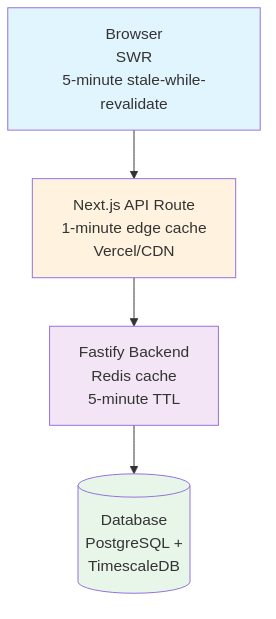 Browser
SWR
5-minute stale-while-
revalidate
Next.js API Route
1-minute edge cache
Vercel/CDN
Fastify Backend
Redis cache
5-minute TTL
Database
PostgreSQL +
TimescaleDB